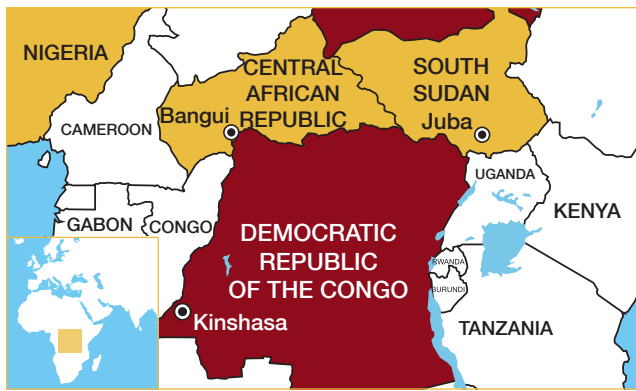 NIGERIA
CENTRAL
AFRICAN
REPUBLIC
Bangui
SOUTH
SUDAN
Juba
CAMEROON
UGANDA
KENYA
GABON
CONGO
DEMOCRATIC
REPUBLIC
OF THE CONGO
RWANDA
BURUNDI
Kinshasa
TANZANIA